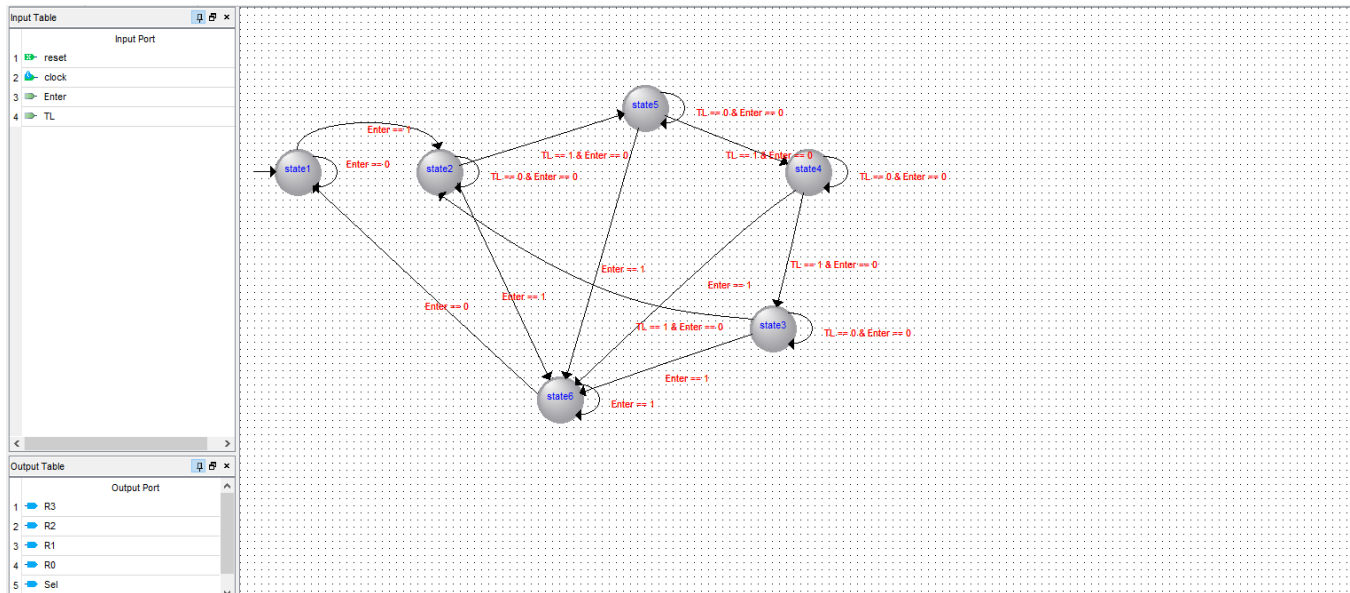 Input Table
Input Port
1 reset
2 clock
3 Enter
4 TL
Output Table
Output Port
1 R3
2 R2
3 R1
4 R0
5 Sel
state5
TL == 0 & Enter == 0
Enter == 1
TL == 1 & Enter == 0
TL == 1 & Enter == 0
state1
Enter == 0
state2
TL == 0 & Enter == 0
state4
TL == 0 & Enter == 0
Enter == 1
TL == 1 & Enter == 0
Enter == 1
Enter == 0
Enter == 1
state3
TL == 1 & Enter == 0
TL == 0 & Enter == 0
Enter == 1
state6
Enter == 1